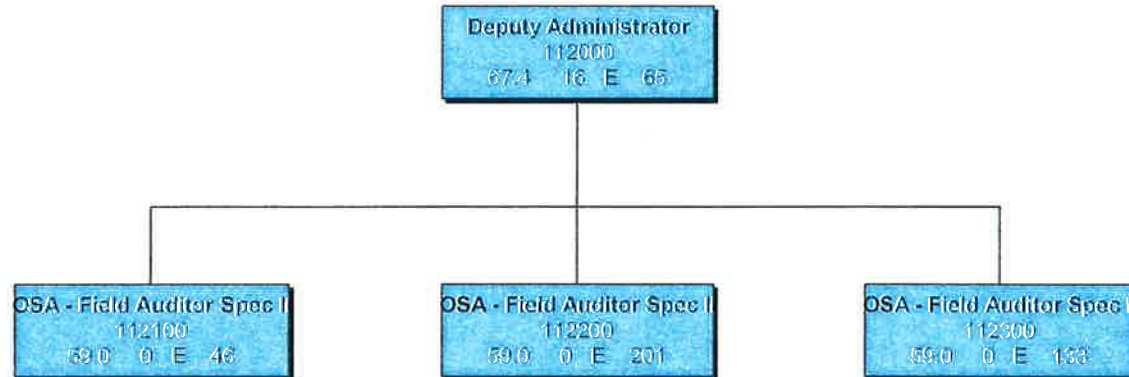 Deputy Administrator
112000
67.4 16 E 65
OSA - Field Auditor Spec II
112100
59.0 0 E 46
OSA - Field Auditor Spec II
112200
59.0 0 E 201
OSA - Field Auditor Spec
112300
59.0 0 E 133